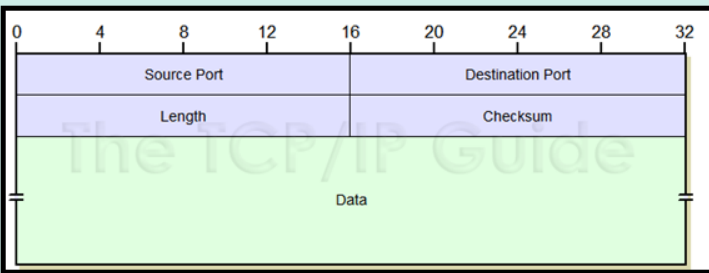 0 4 8 12 16 20 24 28 32
Source Port Destination Port
Length Checksum
The TCP/IP Guide
Data